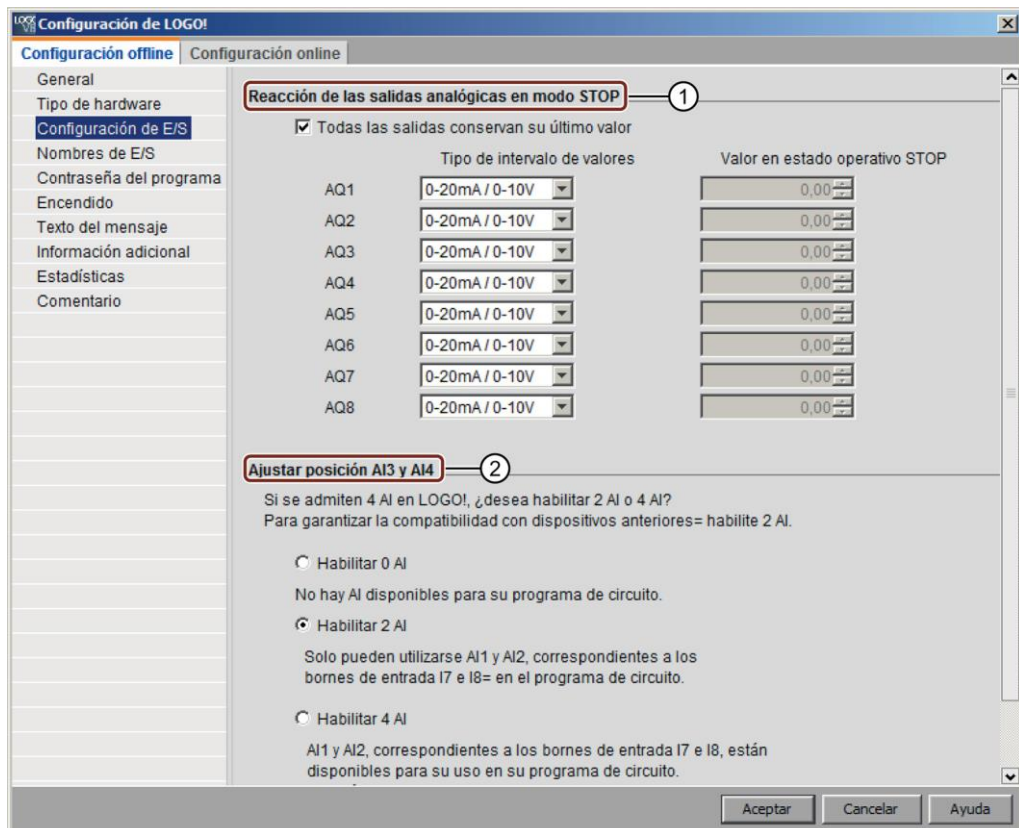 Configuración de LOGO!
Configuración offline
Configuración online
General
Tipo de hardware
Configuración de E/S
Nombres de E/S
Contraseña del programa
Encendido
Texto del mensaje
Información adicional
Estadísticas
Comentario
Reacción de las salidas analógicas en modo STOP
1
Todas las salidas conservan su último valor
Tipo de intervalo de valores Valor en estado operativo STOP
AQ1 0-20mA / 0-10V 0,00
AQ2 0-20mA / 0-10V 0,00
AQ3 0-20mA / 0-10V 0,00
AQ4 0-20mA / 0-10V 0,00
AQ5 0-20mA / 0-10V 0,00
AQ6 0-20mA / 0-10V 0,00
AQ7 0-20mA / 0-10V 0,00
AQ8 0-20mA / 0-10V 0,00
Ajustar posición AI3 y AI4
2
Si se admiten 4 AI en LOGO!, ¿desea habilitar 2 AI o 4 AI?
Para garantizar la compatibilidad con dispositivos anteriores= habilite 2 AI.
Habilitar 0 AI
No hay AI disponibles para su programa de circuito.
Habilitar 2 AI
Solo pueden utilizarse AI1 y AI2, correspondientes a los
bornes de entrada I7 e I8= en el programa de circuito.
Habilitar 4 AI
AI1 y AI2, correspondientes a los bornes de entrada I7 e I8, están
disponibles para su uso en su programa de circuito.
Aceptar Cancelar Ayuda